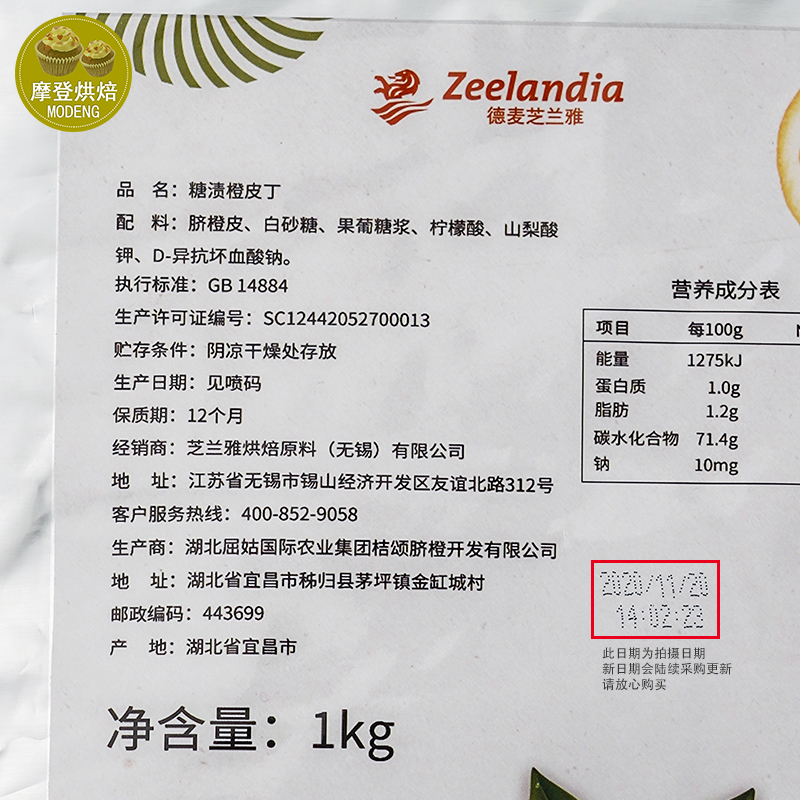 摩登烘焙
MODENG
Zeelandia
德麦芝兰雅
品 名：糖渍橙皮丁
配 料：脐橙皮、白砂糖、果葡糖浆、柠檬酸、山梨酸
钾、D-异抗坏血酸钠。
执行标准：GB 14884
生产许可证编号：SC12442052700013
贮存条件：阴凉干燥处存放
生产日期：见喷码
保质期：12个月
经销商：芝兰雅烘焙原料（无锡）有限公司
地 址：江苏省无锡市锡山经济开发区友谊北路312号
客户服务热线：400-852-9058
生产商：湖北屈姑国际农业集团桔颂脐橙开发有限公司
地 址：湖北省宜昌市秭归县茅坪镇金缸城村
邮政编码：443699
产 地：湖北省宜昌市
净含量：1kg
营养成分表
项目 每100g N
能量 1275kJ
蛋白质 1.0g
脂肪 1.2g
碳水化合物 71.4g
钠 10mg
2020/11/20
14:02:23
此日期为拍摄日期
新日期会陆续采购更新
请放心购买